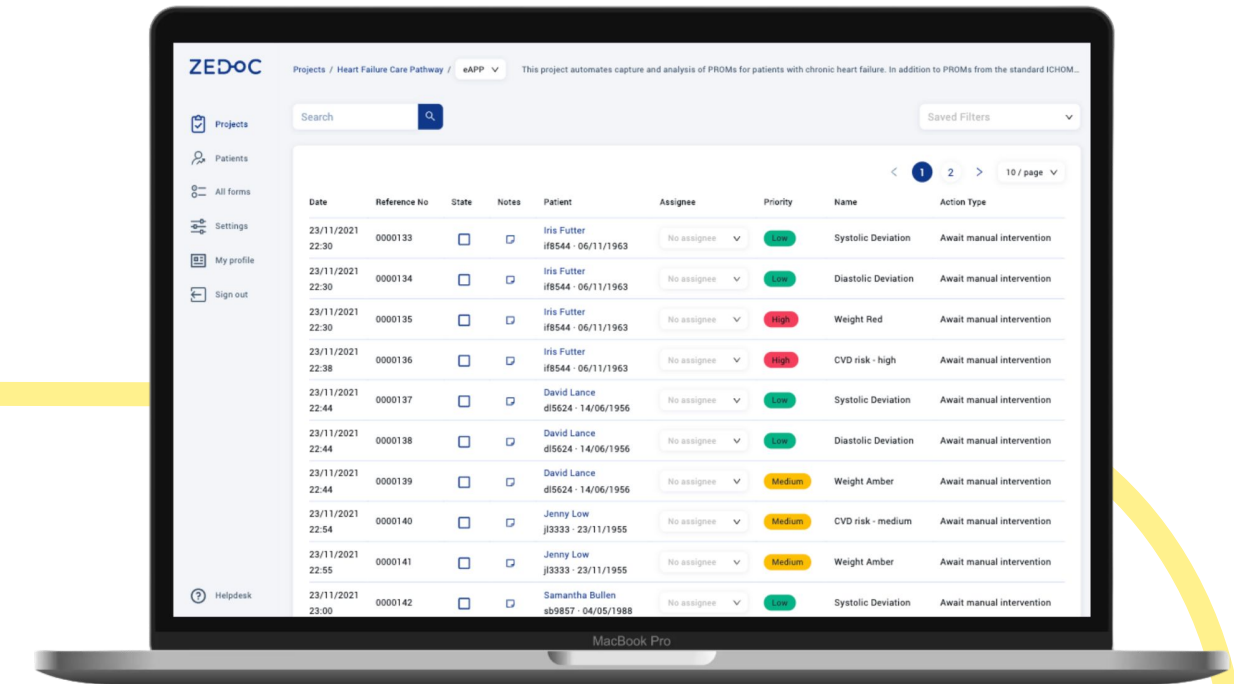 ZEDOC
Projects / Heart Failure Care Pathway / eAPP
This project automates capture and analysis of PROMs for patients with chronic heart failure. In addition to PROMs from the standard ICHOM...
Projects
Patients
All forms
Settings
My profile
Sign out
Helpdesk
Search
Saved Filters
1 2 10 / page
Date Reference No State Notes Patient Assignee Priority Name Action Type
23/11/2021 Iris Futter
22:30 0000133 if8544 · 06/11/1963 No assignee Low Systolic Deviation Await manual intervention
23/11/2021 Iris Futter
22:30 0000134 if8544 · 06/11/1963 No assignee Low Diastolic Deviation Await manual intervention
23/11/2021 Iris Futter
22:30 0000135 if8544 · 06/11/1963 No assignee High Weight Red Await manual intervention
23/11/2021 Iris Futter
22:38 0000136 if8544 · 06/11/1963 No assignee High CVD risk - high Await manual intervention
23/11/2021 David Lance
22:44 0000137 dl5624 · 14/06/1956 No assignee Low Systolic Deviation Await manual intervention
23/11/2021 David Lance
22:44 0000138 dl5624 · 14/06/1956 No assignee Low Diastolic Deviation Await manual intervention
23/11/2021 David Lance
22:44 0000139 dl5624 · 14/06/1956 No assignee Medium Weight Amber Await manual intervention
23/11/2021 Jenny Low
22:54 0000140 jl3333 · 23/11/1955 No assignee Medium CVD risk - medium Await manual intervention
23/11/2021 Jenny Low
22:55 0000141 jl3333 · 23/11/1955 No assignee Medium Weight Amber Await manual intervention
23/11/2021 Samantha Bullen
23:00 0000142 sb9857 · 04/05/1988 No assignee Low Systolic Deviation Await manual intervention
MacBook Pro